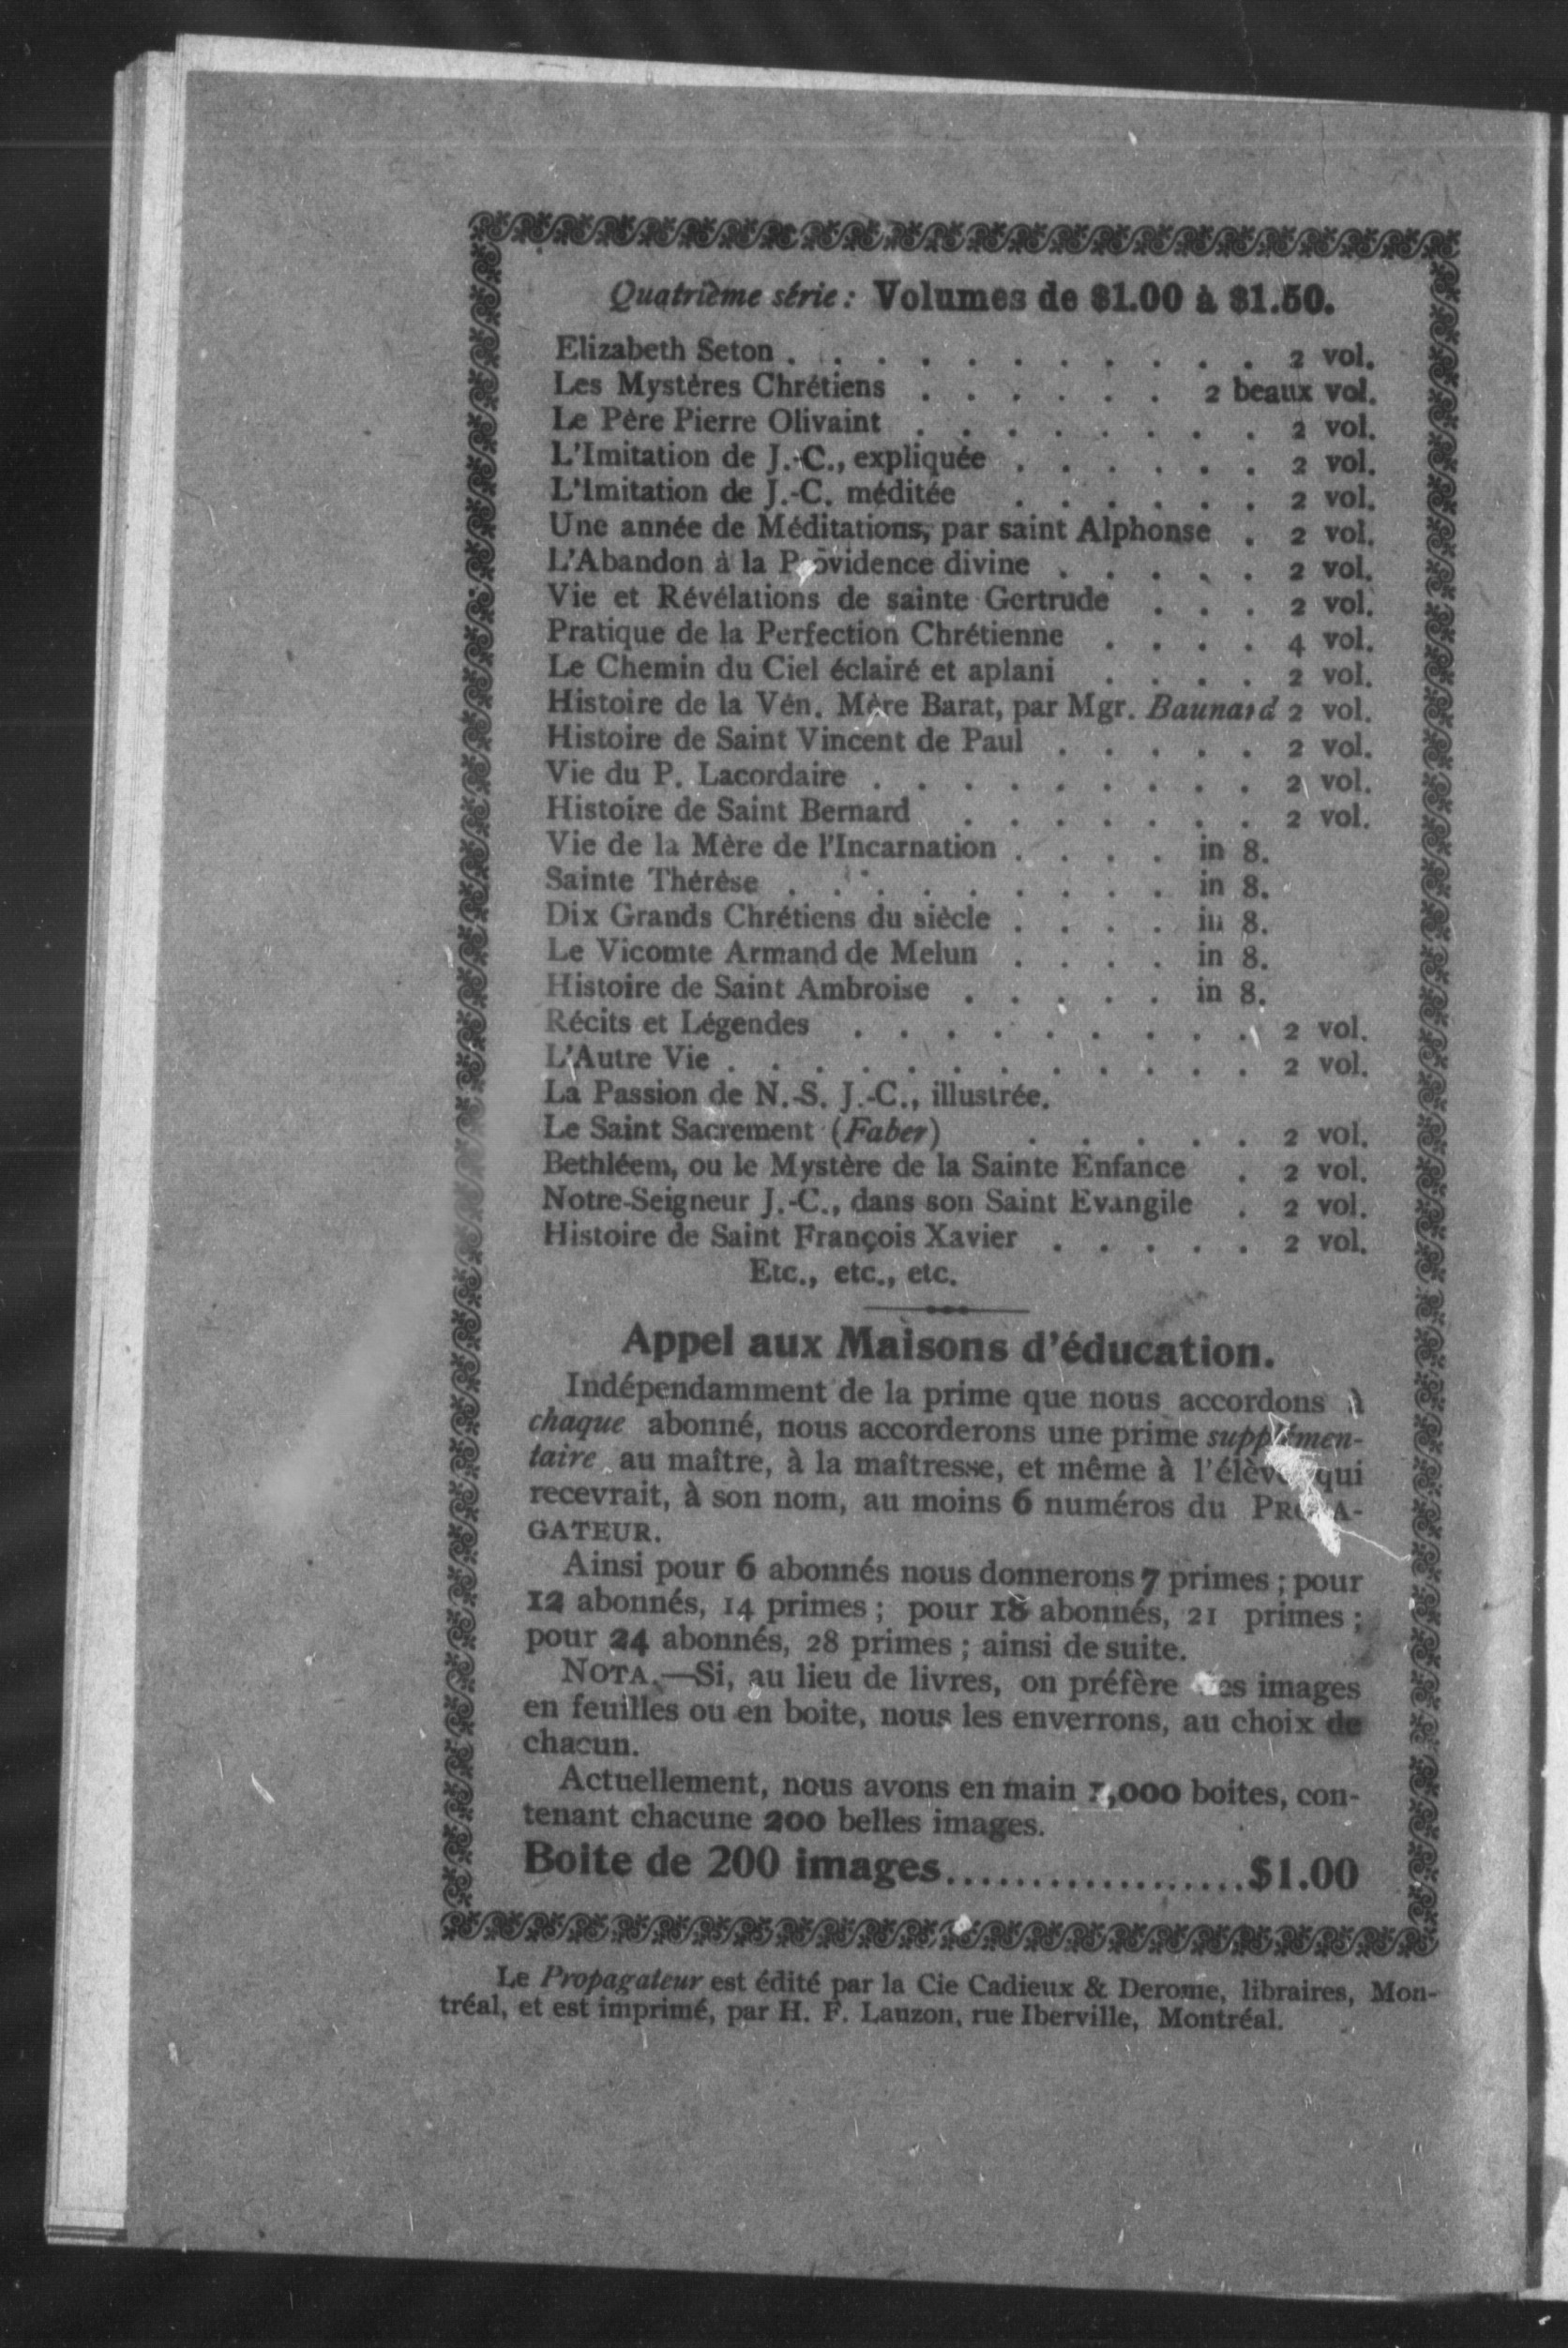 Quatrième série: Volumes de $1.00 à $1.50.
Elizabeth Seton . . . . . . . . . . . 2 vol.
Les Mystères Chrétiens . . . . . . 2 beaux vol.
Le Père Pierre Olivaint . . . . . . . . 2 vol.
L'Imitation de J.-C., expliquée . . . . . . 2 vol.
L'Imitation de J.-C. méditée . . . . . . 2 vol.
Une année de Méditations, par saint Alphonse . 2 vol.
L'Abandon à la Providence divine . . . . . 2 vol.
Vie et Révélations de sainte Gertrude . . . 2 vol.
Pratique de la Perfection Chrétienne . . . . 4 vol.
Le Chemin du Ciel éclairé et aplani . . . . 2 vol.
Histoire de la Vén. Mère Barat, par Mgr. Baunard 2 vol.
Histoire de Saint Vincent de Paul . . . . . 2 vol.
Vie du P. Lacordaire . . . . . . . . . 2 vol.
Histoire de Saint Bernard . . . . . . . 2 vol.
Vie de la Mère de l'Incarnation . . . . in 8.
Sainte Thérèse . . . . . . . . . in 8.
Dix Grands Chrétiens du siècle . . . . in 8.
Le Vicomte Armand de Melun . . . . in 8.
Histoire de Saint Ambroise . . . . . in 8.
Récits et Légendes . . . . . . . . . 2 vol.
L'Autre Vie . . . . . . . . . . . . 2 vol.
La Passion de N.-S. J.-C., illustrée.
Le Saint Sacrement (Faber) . . . . . 2 vol.
Bethléem, ou le Mystère de la Sainte Enfance . 2 vol.
Notre-Seigneur J.-C., dans son Saint Evangile . 2 vol.
Histoire de Saint François Xavier . . . . . 2 vol.
Etc., etc., etc.
Appel aux Maisons d'éducation.
Indépendamment de la prime que nous accordons à
chaque abonné, nous accorderons une prime supplémen-
taire au maître, à la maîtresse, et même à l'élève qui
recevrait, à son nom, au moins 6 numéros du PROPA-
GATEUR.
Ainsi pour 6 abonnés nous donnerons 7 primes ; pour
12 abonnés, 14 primes ; pour 18 abonnés, 21 primes ;
pour 24 abonnés, 28 primes ; ainsi de suite.
NOTA.—Si, au lieu de livres, on préfère des images
en feuilles ou en boite, nous les enverrons, au choix de
chacun.
Actuellement, nous avons en main 1,000 boites, con-
tenant chacune 200 belles images.
Boite de 200 images...................$1.00
Le Propagateur est édité par la Cie Cadieux & Derome, libraires, Mon-
tréal, et est imprimé, par H. F. Lauzon, rue Iberville, Montréal.